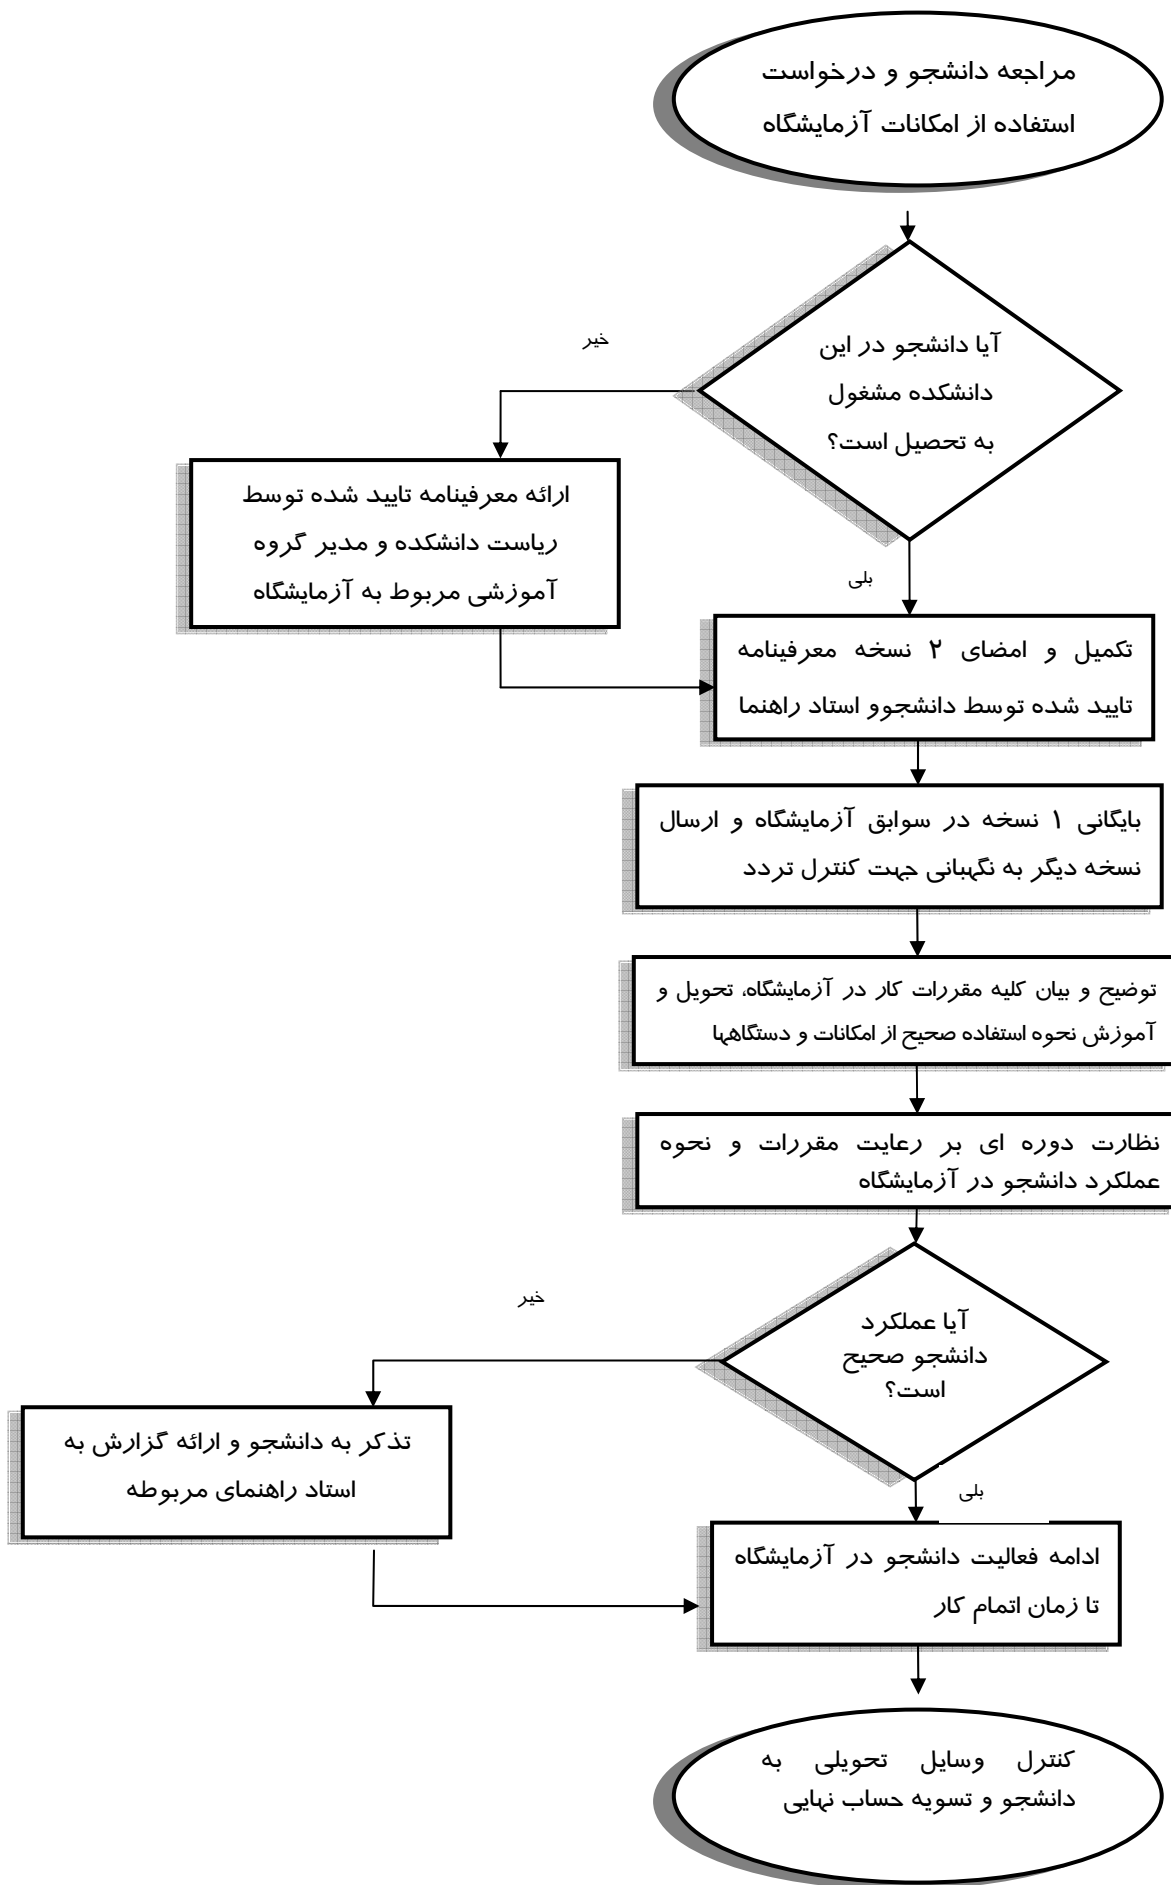 مراجعه دانشجو و درخواست
استفاده از امکانات آزمایشگاه
آیا دانشجو در این
دانشکده مشغول
به تحصیل است؟
خیر
ارائه معرفینامه تایید شده توسط
ریاست دانشکده و مدیر گروه
آموزشی مربوط به آزمایشگاه
بلی
تکمیل و امضای ۲ نسخه معرفینامه
تایید شده توسط دانشجوو استاد راهنما
بایگانی ۱ نسخه در سوابق آزمایشگاه و ارسال
نسخه دیگر به نگهبانی جهت کنترل تردد
توضیح و بیان کلیه مقررات کار در آزمایشگاه، تحویل و
آموزش نحوه استفاده صحیح از امکانات و دستگاهها
نظارت دوره ای بر رعایت مقررات و نحوه
عملکرد دانشجو در آزمایشگاه
آیا عملکرد
دانشجو صحیح
است؟
خیر
تذکر به دانشجو و ارائه گزارش به
استاد راهنمای مربوطه
بلی
ادامه فعالیت دانشجو در آزمایشگاه
تا زمان اتمام کار
کنترل وسایل تحویلی به
دانشجو و تسویه حساب نهایی